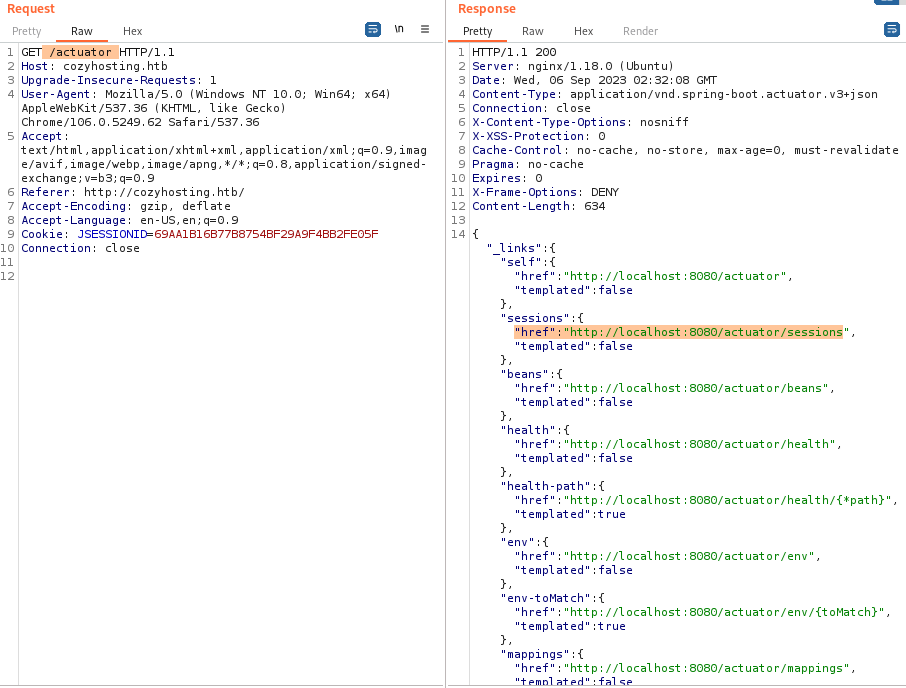 Request
Pretty Raw Hex
\n
1 GET /actuator HTTP/1.1
2 Host: cozyhosting.htb
3 Upgrade-Insecure-Requests: 1
4 User-Agent: Mozilla/5.0 (Windows NT 10.0; Win64; x64)
AppleWebKit/537.36 (KHTML, like Gecko)
Chrome/106.0.5249.62 Safari/537.36
5 Accept:
text/html,application/xhtml+xml,application/xml;q=0.9,imag
e/avif,image/webp,image/apng,*/*;q=0.8,application/signed-
exchange;v=b3;q=0.9
6 Referer: http://cozyhosting.htb/
7 Accept-Encoding: gzip, deflate
8 Accept-Language: en-US,en;q=0.9
9 Cookie: JSESSIONID=69AA1B16B77B8754BF29A9F4BB2FE05F
10 Connection: close
11
12
Response
Pretty Raw Hex Render
1 HTTP/1.1 200
2 Server: nginx/1.18.0 (Ubuntu)
3 Date: Wed, 06 Sep 2023 02:32:08 GMT
4 Content-Type: application/vnd.spring-boot.actuator.v3+json
5 Connection: close
6 X-Content-Type-Options: nosniff
7 X-XSS-Protection: 0
8 Cache-Control: no-cache, no-store, max-age=0, must-revalidate
9 Pragma: no-cache
10 Expires: 0
11 X-Frame-Options: DENY
12 Content-Length: 634
13
14 {
"_links":{
"self":{
"href":"http://localhost:8080/actuator",
"templated":false
},
"sessions":{
"href":"http://localhost:8080/actuator/sessions",
"templated":false
},
"beans":{
"href":"http://localhost:8080/actuator/beans",
"templated":false
},
"health":{
"href":"http://localhost:8080/actuator/health",
"templated":false
},
"health-path":{
"href":"http://localhost:8080/actuator/health/{*path}",
"templated":true
},
"env":{
"href":"http://localhost:8080/actuator/env",
"templated":false
},
"env-toMatch":{
"href":"http://localhost:8080/actuator/env/{toMatch}",
"templated":true
},
"mappings":{
"href":"http://localhost:8080/actuator/mappings",
"templated":false